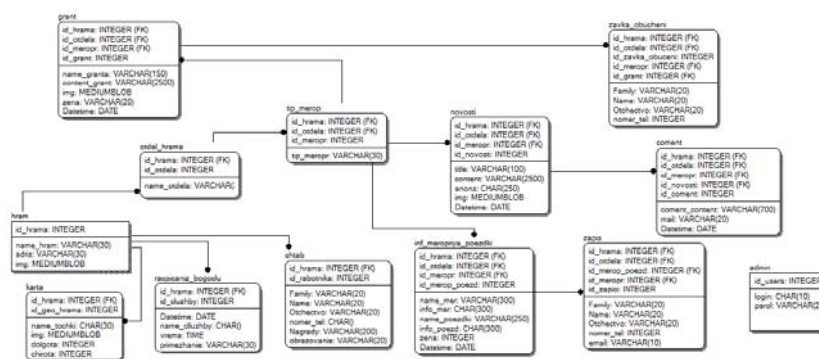 grant
id_hrama: INTEGER (FK)
id_otdela: INTEGER (FK)
id_meropr: INTEGER (FK)
id_grant: INTEGER
name_granta: VARCHAR(150)
content_grant: VARCHAR(2500)
img: MEDIUMBLOB
zena: VARCHAR(20)
Datetime: DATE
zavka_obucheni
id_hrama: INTEGER (FK)
id_otdela: INTEGER (FK)
id_zavka_obuceni: INTEGER
id_meropr: INTEGER (FK)
id_grant: INTEGER (FK)
Family: VARCHAR(20)
Name: VARCHAR(20)
Otchectvo: VARCHAR(20)
nomer_tel: INTEGER
tip_merop
id_hrama: INTEGER (FK)
id_otdela: INTEGER (FK)
id_meropr: INTEGER
tip_meropr: VARCHAR(30)
novosti
id_hrama: INTEGER (FK)
id_otdela: INTEGER (FK)
id_meropr: INTEGER (FK)
id_novosti: INTEGER
title: VARCHAR(100)
content: VARCHAR(2500)
anons: CHAR(250)
img: MEDIUMBLOB
Datetime: DATE
otdel_hrama
id_hrama: INTEGER (FK)
id_otdela: INTEGER
name_otdela: VARCHAR(
coment
id_hrama: INTEGER (FK)
id_otdela: INTEGER (FK)
id_meropr: INTEGER (FK)
id_novosti: INTEGER (FK)
id_coment: INTEGER
coment_content: VARCHAR(700)
mail: VARCHAR(20)
Datetime: DATE
hram
id_hrama: INTEGER
name_hram: VARCHAR(30)
adris: VARCHAR(30)
img: MEDIUMBLOB
karta
id_hrama: INTEGER (FK)
id_geo_hrama: INTEGER
name_tochki: CHAR(30)
img: MEDIUMBLOB
dolgota: INTEGER
chirota: INTEGER
id_hrama: INTEGER (FK)
id_sluzhby: INTEGER
Datetime: DATE
name_cluzhby: CHAR()
vrema: TIME
primezhanie: VARCHAR(30)
shtab
id_hrama: INTEGER (FK)
id_rabotnika: INTEGER
Family: VARCHAR(20)
Name: VARCHAR(20)
Otchectvo: VARCHAR(20)
nomer_tel: CHAR()
Nagrady: VARCHAR(200)
obrazovanie: VARCHAR(20)
inf_meropriya_poezdki
id_hrama: INTEGER (FK)
id_otdela: INTEGER (FK)
id_meropr: INTEGER (FK)
id_merop_poezd: INTEGER
name_mer: VARCHAR(300)
info_mer: CHAR(300)
name_poezdki: VARCHAR(250)
info_poezd: CHAR(300)
zena: INTEGER
Datetime: DATE
zapis
id_hrama: INTEGER (FK)
id_otdela: INTEGER (FK)
id_merop_poezd: INTEGER (FK)
id_meropr: INTEGER (FK)
id_zapisi: INTEGER
Family: VARCHAR(20)
Name: VARCHAR(20)
Otchectvo: VARCHAR(20)
nomer_tel: INTEGER
email: VARCHAR(10)
admin
id_usera: INTEGER
login: CHAR(10)
parol: VARCHAR(2